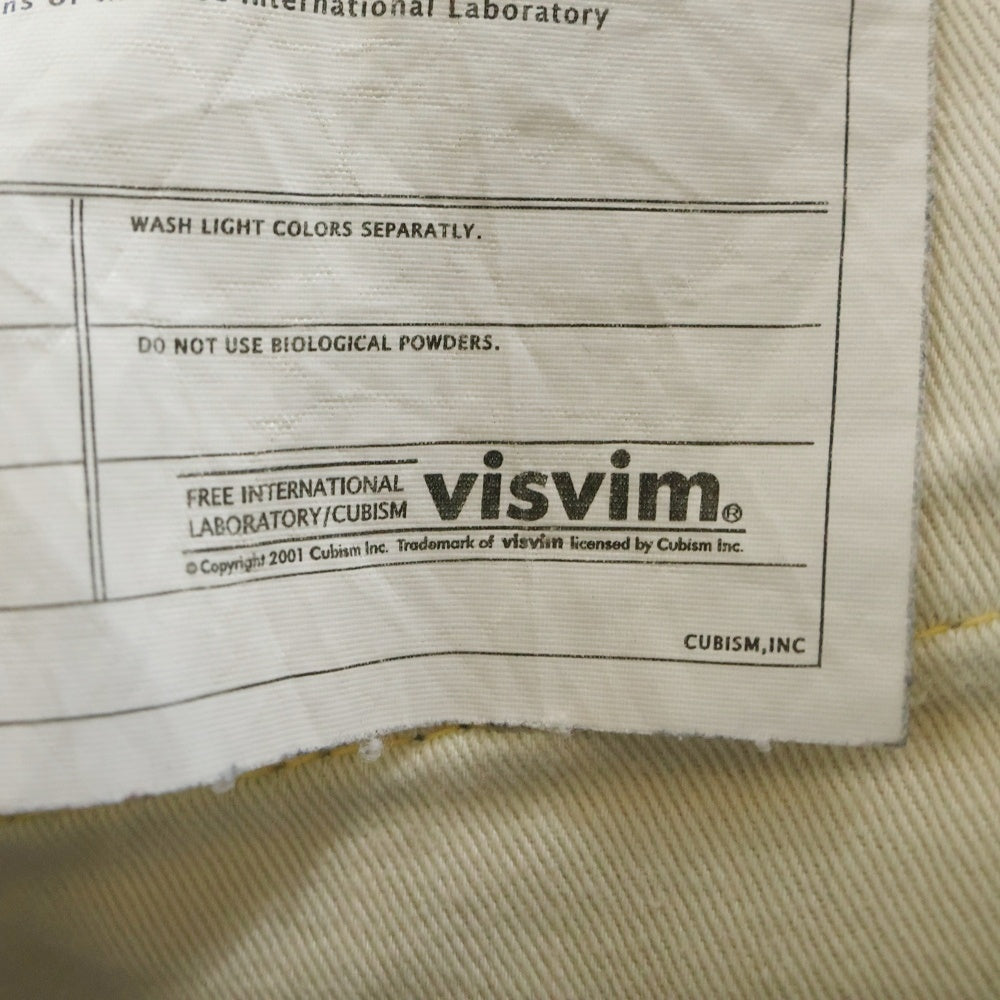 International Laboratory
WASH LIGHT COLORS SEPARATLY.
DO NOT USE BIOLOGICAL POWDERS.
FREE INTERNATIONAL
LABORATORY/CUBISM
visvim®
© Copyright 2001 Cubism Inc. Trademark of visvim licensed by Cubism Inc.
CUBISM,INC